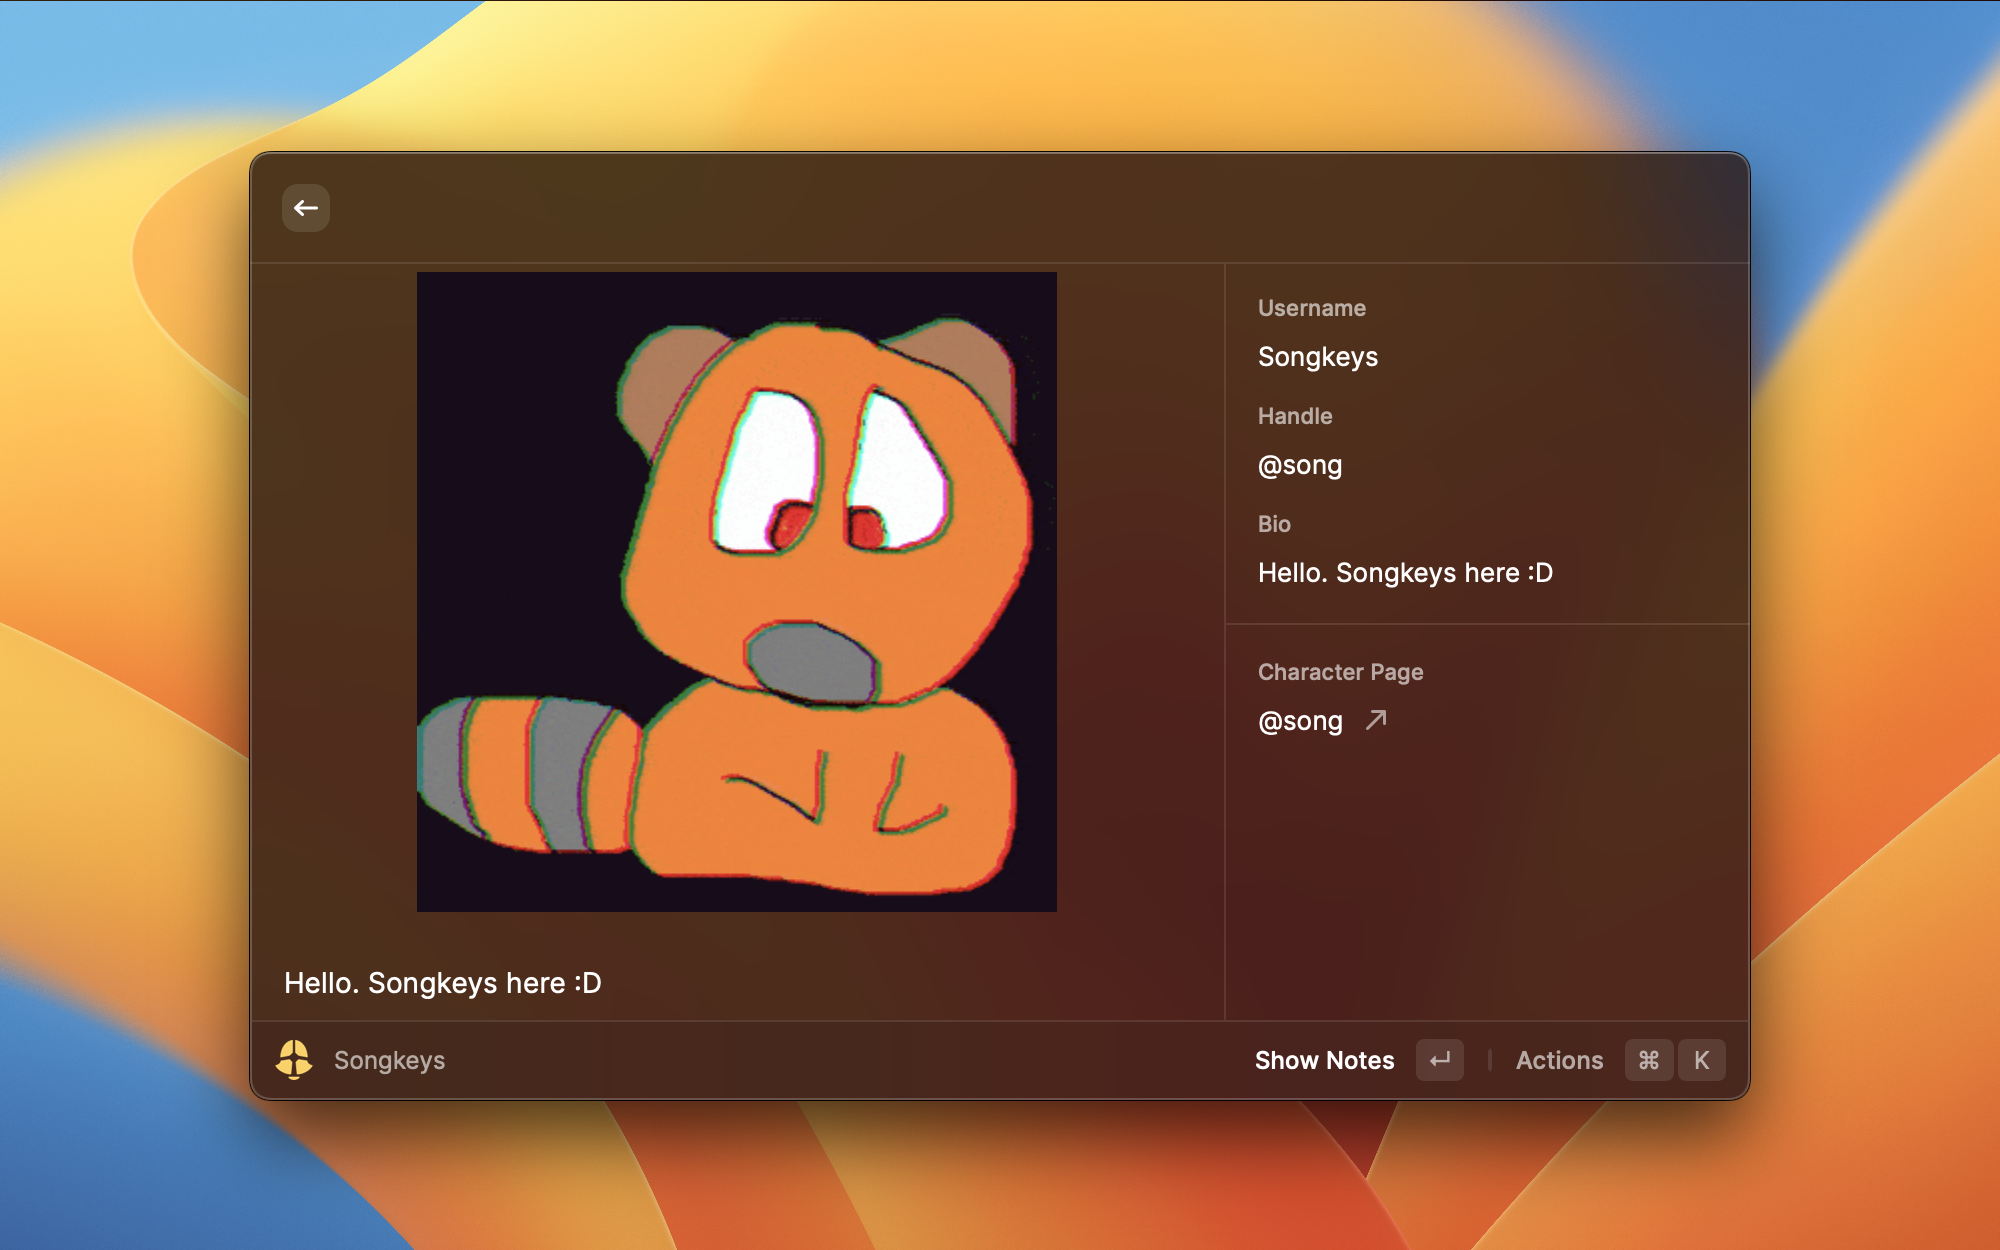 Username
Songkeys
Handle
@song
Bio
Hello. Songkeys here :D
Character Page
@song
Hello. Songkeys here :D
Songkeys
Show Notes
Actions ⌘ K